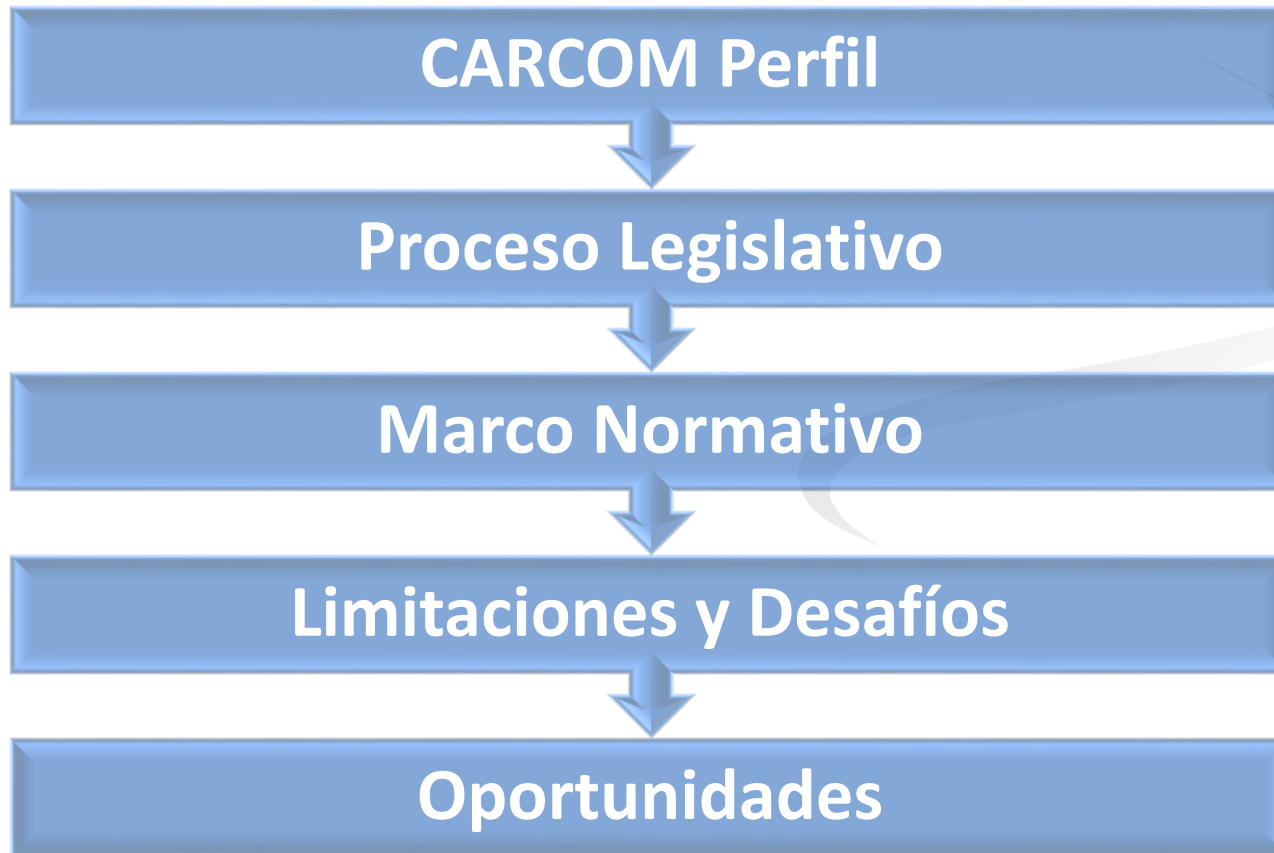 CARCOM Perfil
Proceso Legislativo
Marco Normativo
Limitaciones y Desafíos
Oportunidades